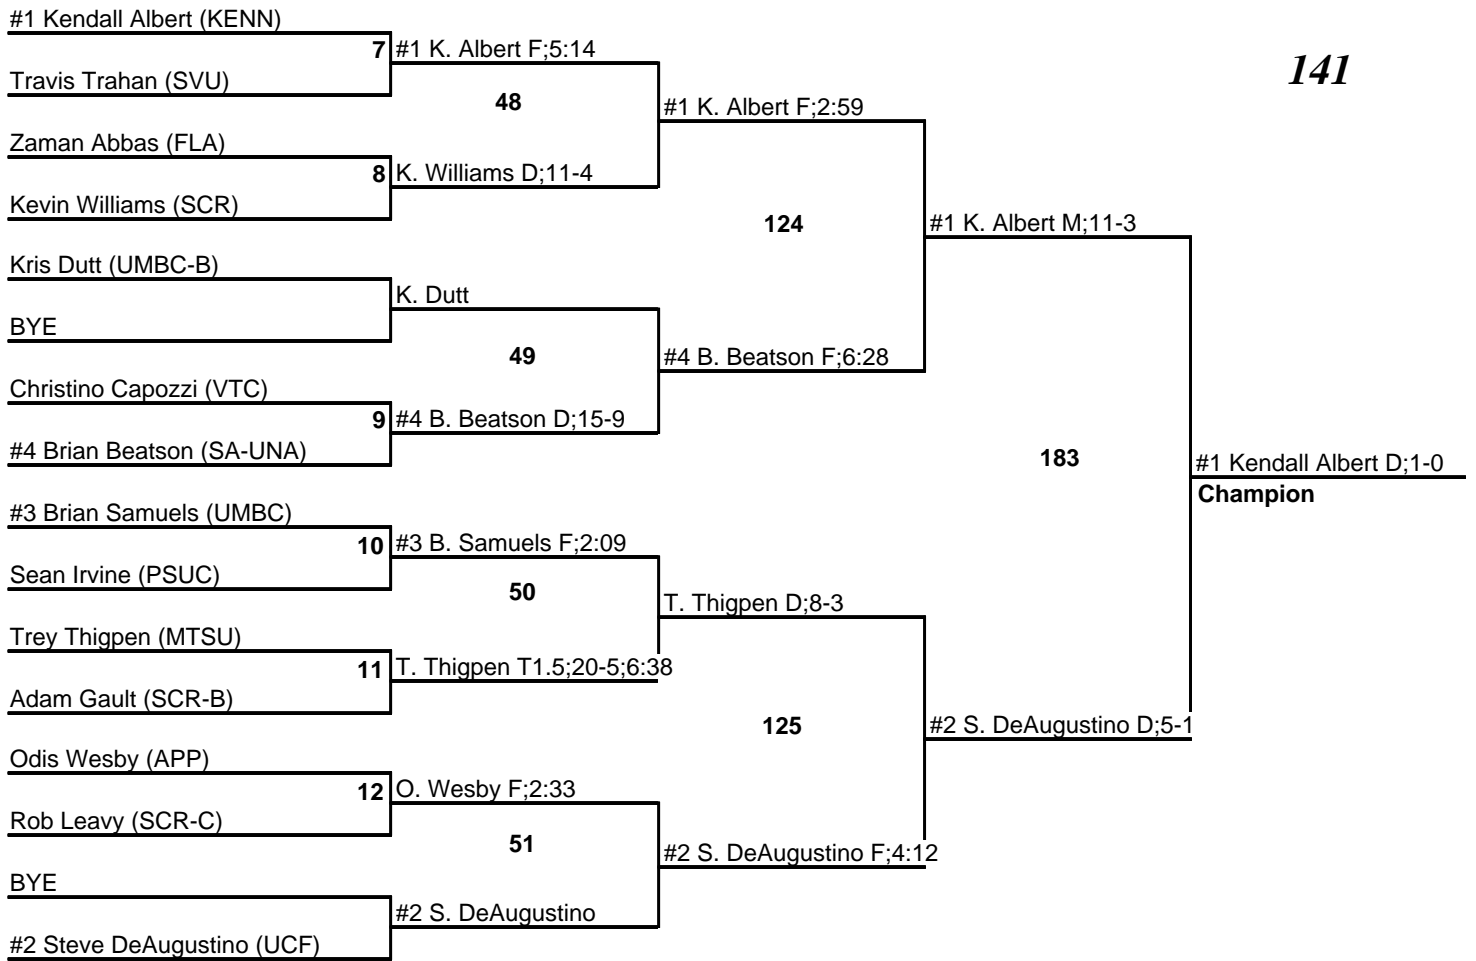 #1 Kendall Albert (KENN)
7
#1 K. Albert F;5:14
141
Travis Trahan (SVU)
48
#1 K. Albert F;2:59
Zaman Abbas (FLA)
8
K. Williams D;11-4
Kevin Williams (SCR)
124
#1 K. Albert M;11-3
Kris Dutt (UMBC-B)
K. Dutt
BYE
49
#4 B. Beatson F;6:28
Christino Capozzi (VTC)
9
#4 B. Beatson D;15-9
#4 Brian Beatson (SA-UNA)
183
#1 Kendall Albert D;1-0
Champion
#3 Brian Samuels (UMBC)
10
#3 B. Samuels F;2:09
Sean Irvine (PSUC)
50
T. Thigpen D;8-3
Trey Thigpen (MTSU)
11
T. Thigpen T1.5;20-5;6:38
Adam Gault (SCR-B)
125
#2 S. DeAugustino D;5-1
Odis Wesby (APP)
12
O. Wesby F;2:33
Rob Leavy (SCR-C)
51
#2 S. DeAugustino F;4:12
BYE
#2 S. DeAugustino
#2 Steve DeAugustino (UCF)